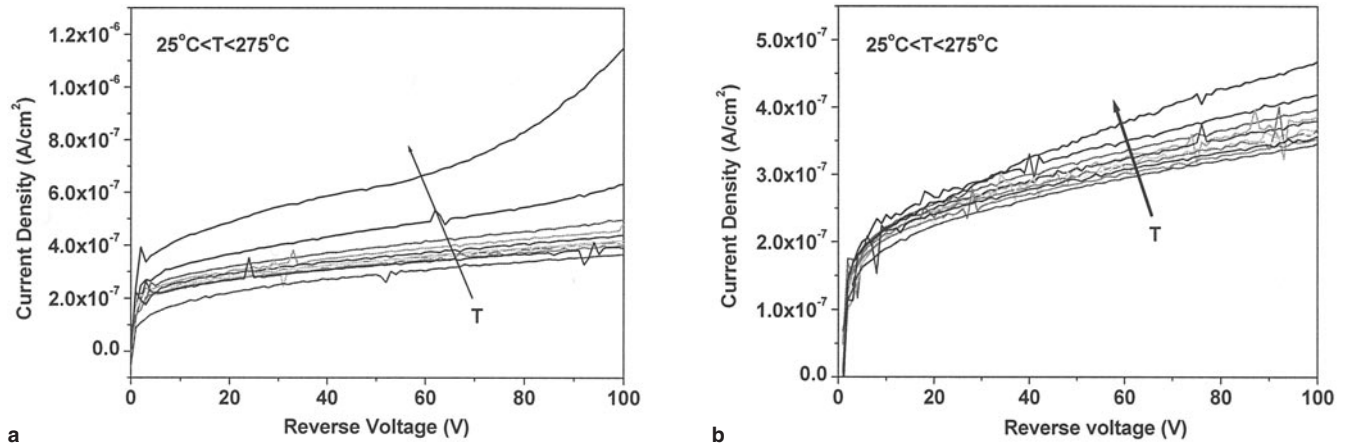 25°C<T<275°C
1.2x10⁻⁶
1.0x10⁻⁶
8.0x10⁻⁷
6.0x10⁻⁷
4.0x10⁻⁷
2.0x10⁻⁷
0.0
Current Density (A/cm²)
T
0 20 40 60 80 100
Reverse Voltage (V)
a
25°C<T<275°C
5.0x10⁻⁷
4.0x10⁻⁷
3.0x10⁻⁷
2.0x10⁻⁷
1.0x10⁻⁷
0.0
Current Density (A/cm²)
T
0 20 40 60 80 100
Reverse voltage (V)
b